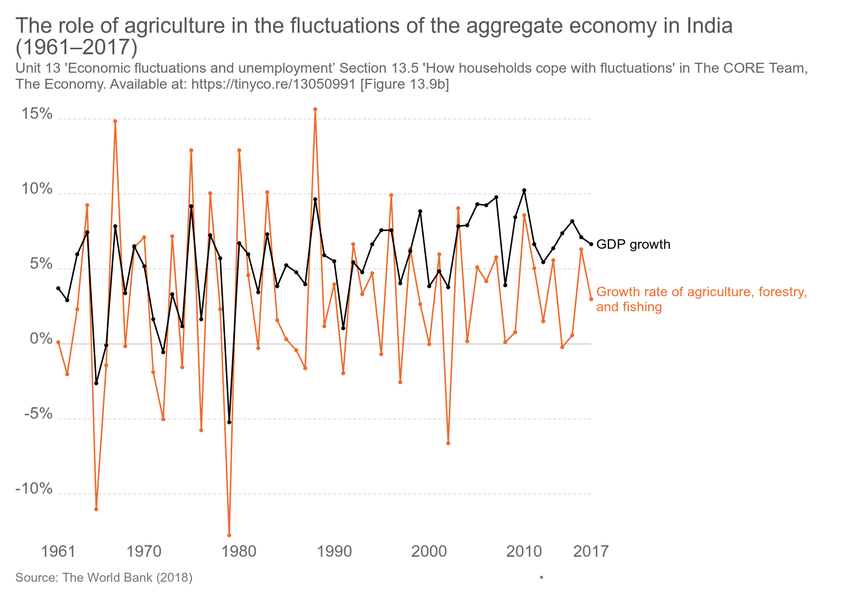 The role of agriculture in the fluctuations of the aggregate economy in India
(1961–2017)
Unit 13 'Economic fluctuations and unemployment’ Section 13.5 'How households cope with fluctuations' in The CORE Team,
The Economy. Available at: https://tinyco.re/13050991 [Figure 13.9b]
15%
10%
5%
0%
-5%
-10%
GDP growth
Growth rate of agriculture, forestry,
and fishing
1961 1970 1980 1990 2000 2010 2017
Source: The World Bank (2018)